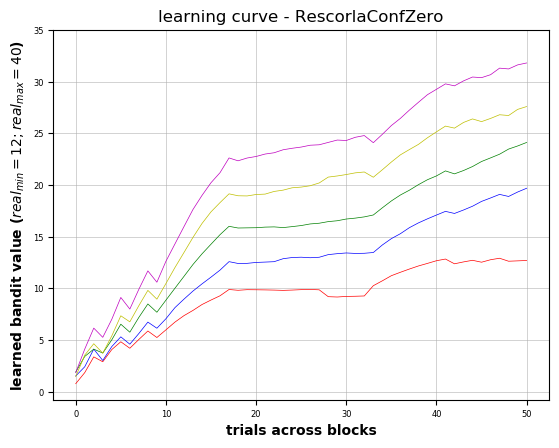 learning curve - RescorlaConfZero
learned bandit value (real_min = 12; real_max = 40)
35
30
25
20
15
10
5
0
0 10 20 30 40 50
trials across blocks